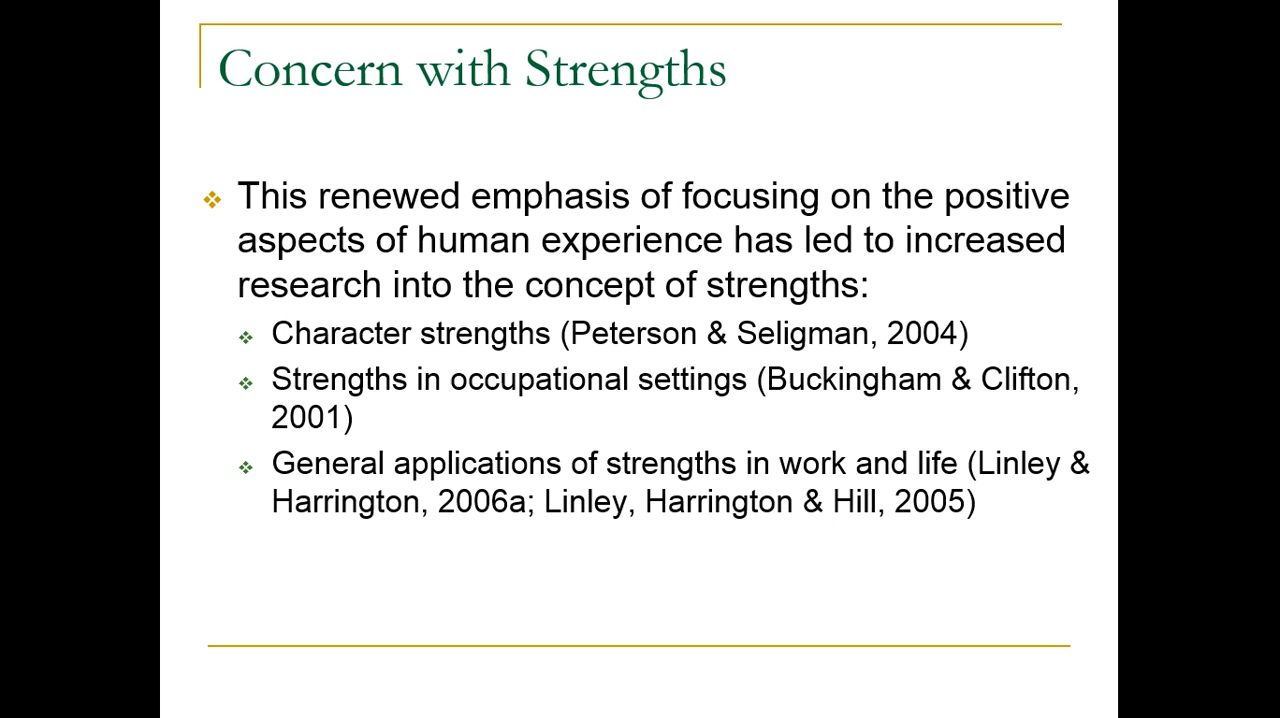 Concern with Strengths
This renewed emphasis of focusing on the positive
aspects of human experience has led to increased
research into the concept of strengths:
Character strengths (Peterson & Seligman, 2004)
Strengths in occupational settings (Buckingham & Clifton,
2001)
General applications of strengths in work and life (Linley &
Harrington, 2006a; Linley, Harrington & Hill, 2005)